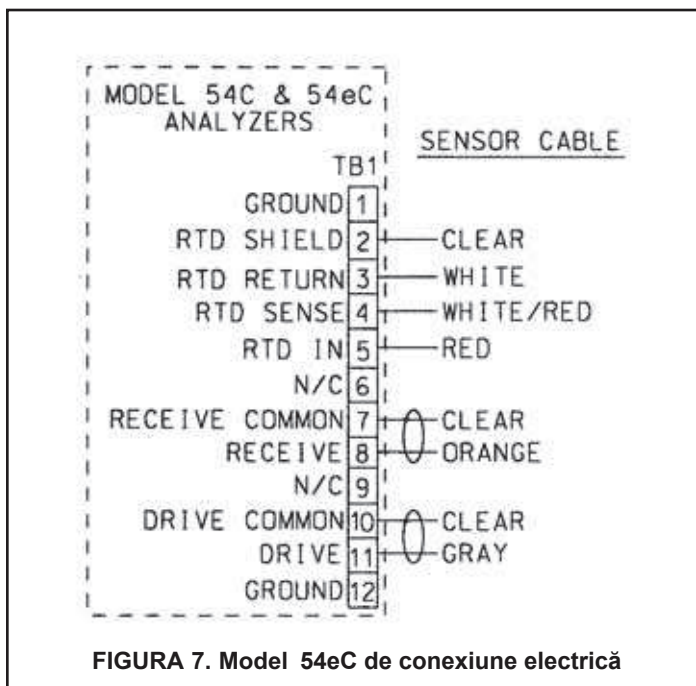 MODEL 54C & 54eC
ANALYZERS
SENSOR CABLE
TB1
GROUND 1
RTD SHIELD 2 CLEAR
RTD RETURN 3 WHITE
RTD SENSE 4 WHITE/RED
RTD IN 5 RED
N/C 6
RECEIVE COMMON 7 CLEAR
RECEIVE 8 ORANGE
N/C 9
DRIVE COMMON 10 CLEAR
DRIVE 11 GRAY
GROUND 12
FIGURA 7. Model 54eC de conexiune electrică